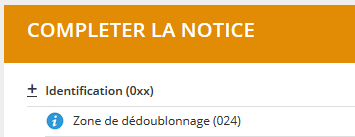 COMPLETER LA NOTICE
+ Identification (0xx)
i Zone de dédoublonnage (024)